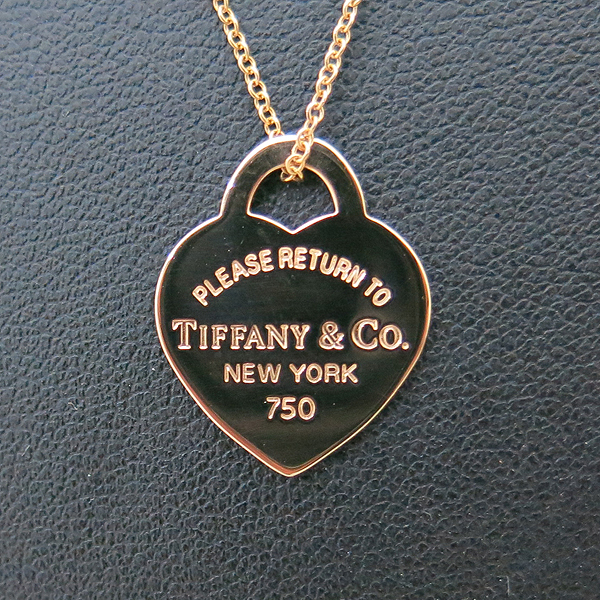 PLEASE RETURN TO
TIFFANY & CO.
NEW YORK
750